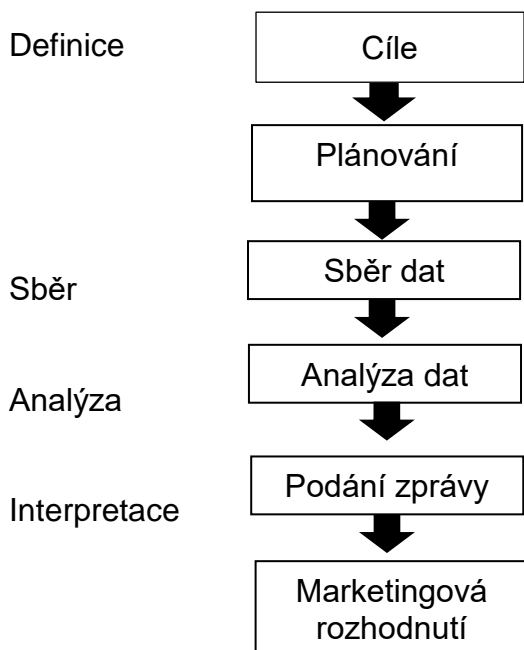 Definice
Cíle
Plánování
Sběr dat
Sběr
Analýza dat
Analýza
Podání zprávy
Interpretace
Marketingová
rozhodnutí